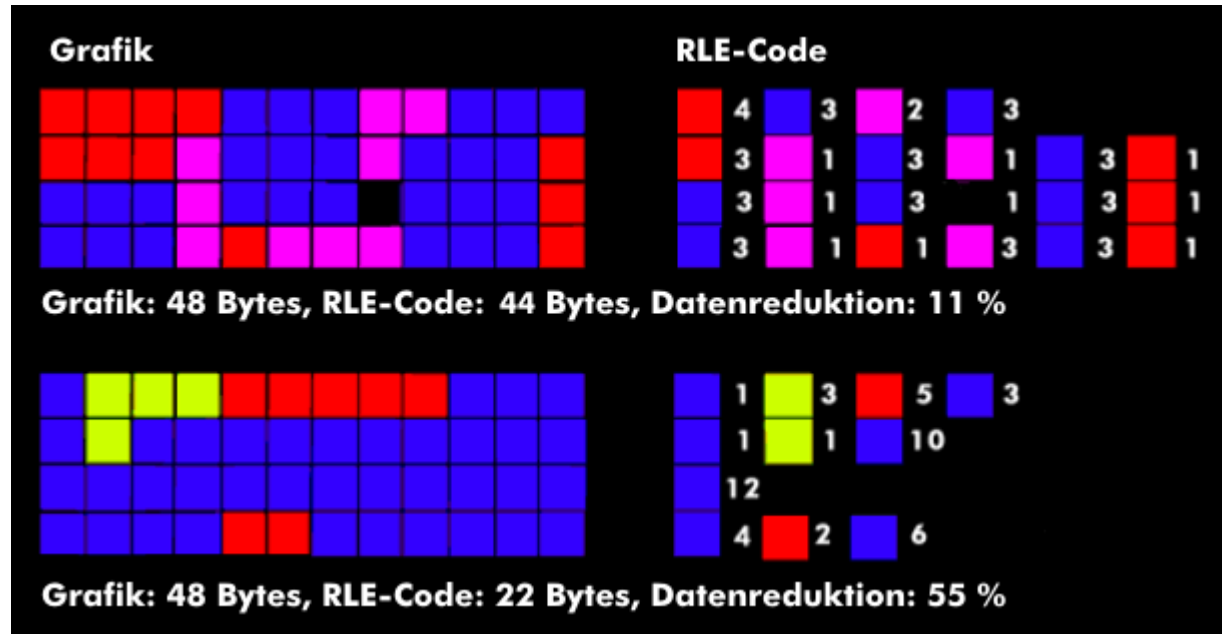 Grafik
RLE-Code
4 3 2 3
3 1 3 1 3 1
3 1 3 1 3 1
3 1 1 3 3 1
Grafik: 48 Bytes, RLE-Code: 44 Bytes, Datenreduktion: 11 %
1 3 5 3
1 1 10
12
4 2 6
Grafik: 48 Bytes, RLE-Code: 22 Bytes, Datenreduktion: 55 %